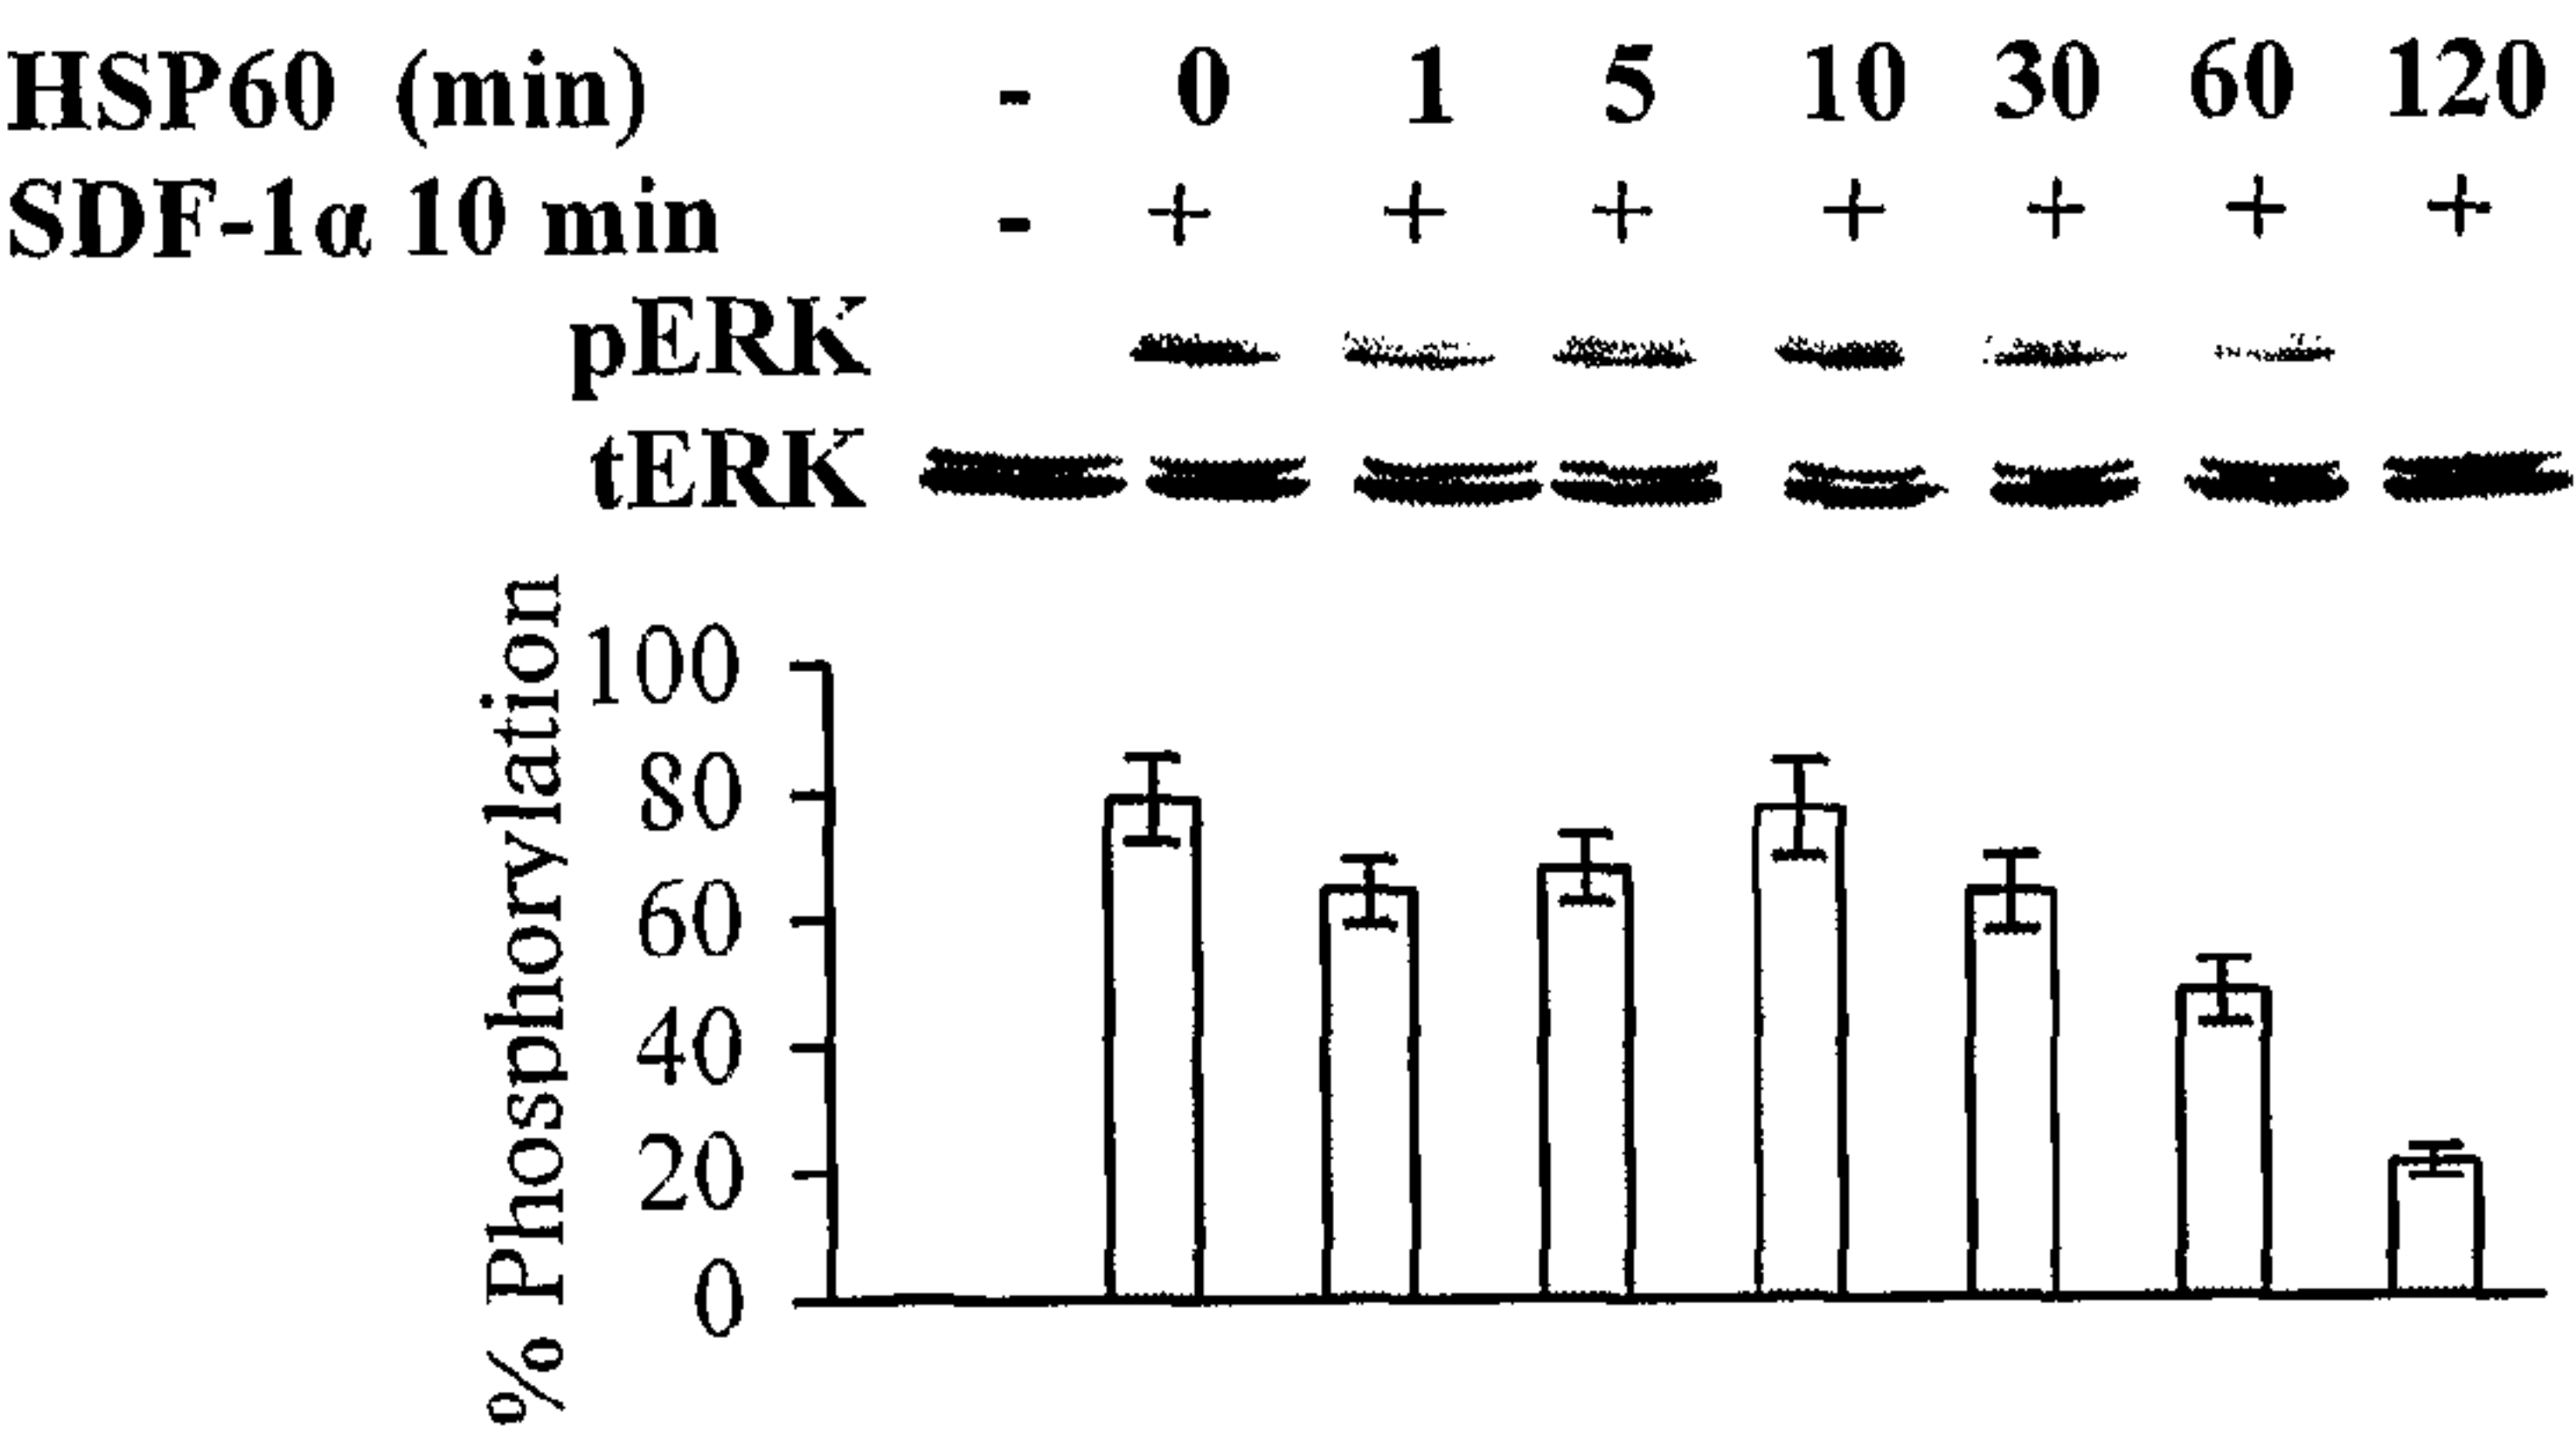 HSP60 (min) - 0 1 5 10 30 60 120
SDF-1α 10 min - + + + + + + +
pERK
tERK
% Phosphorylation
100
80
60
40
20
0